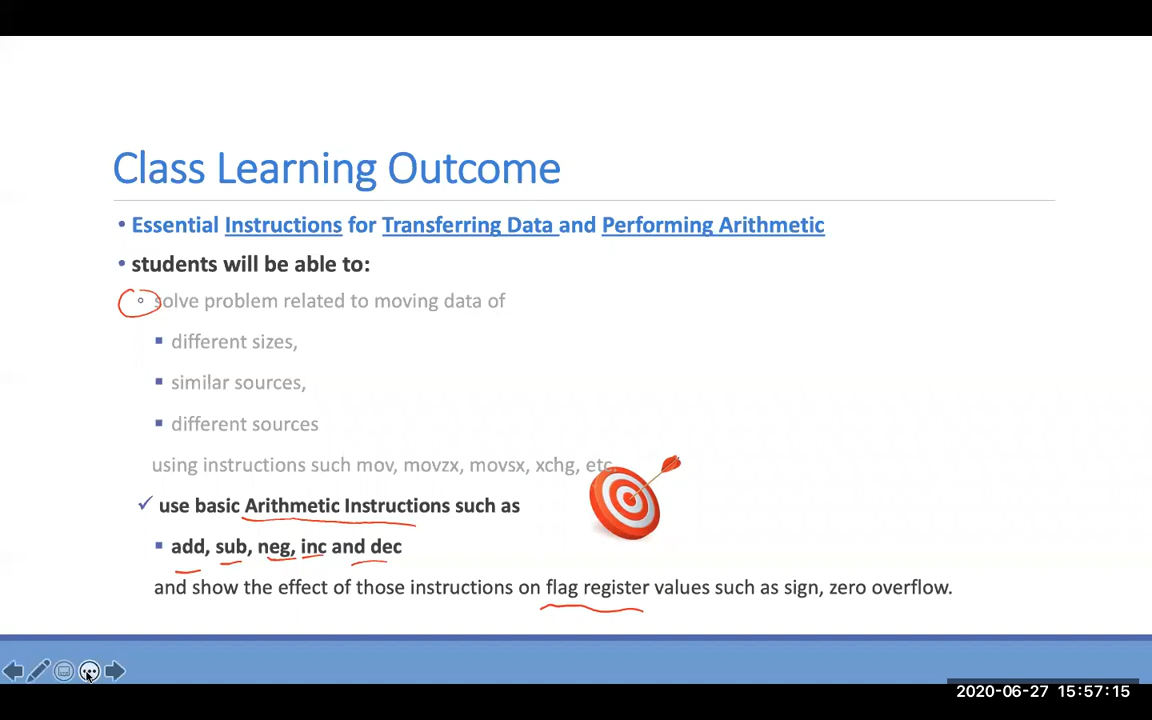 Class Learning Outcome
• Essential Instructions for Transferring Data and Performing Arithmetic
• students will be able to:
◦ solve problem related to moving data of
▪ different sizes,
▪ similar sources,
▪ different sources
using instructions such mov, movzx, movsx, xchg, etc.
✓ use basic Arithmetic Instructions such as
▪ add, sub, neg, inc and dec
and show the effect of those instructions on flag register values such as sign, zero overflow.
2020-06-27 15:57:15